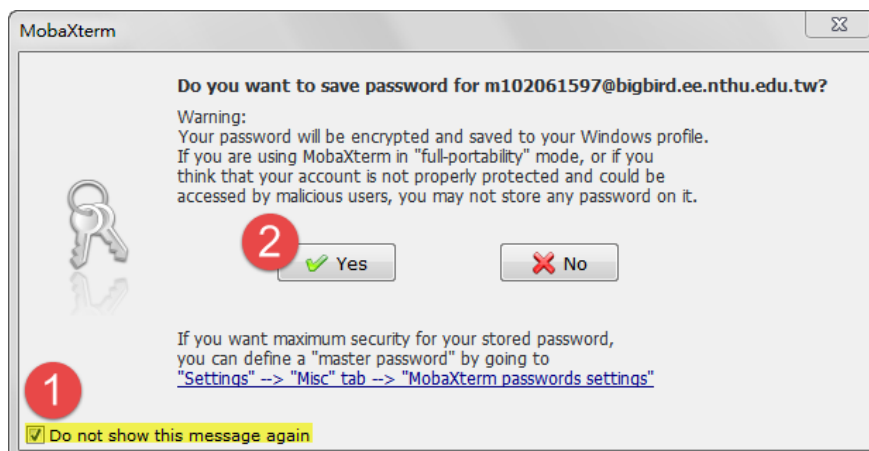 MobaXterm
Do you want to save password for m102061597@bigbird.ee.nthu.edu.tw?
Warning:
Your password will be encrypted and saved to your Windows profile.
If you are using MobaXterm in "full-portability" mode, or if you
think that your account is not properly protected and could be
accessed by malicious users, you may not store any password on it.
2
Yes
No
If you want maximum security for your stored password,
you can define a "master password" by going to
"Settings" --> "Misc" tab --> "MobaXterm passwords settings"
1
Do not show this message again